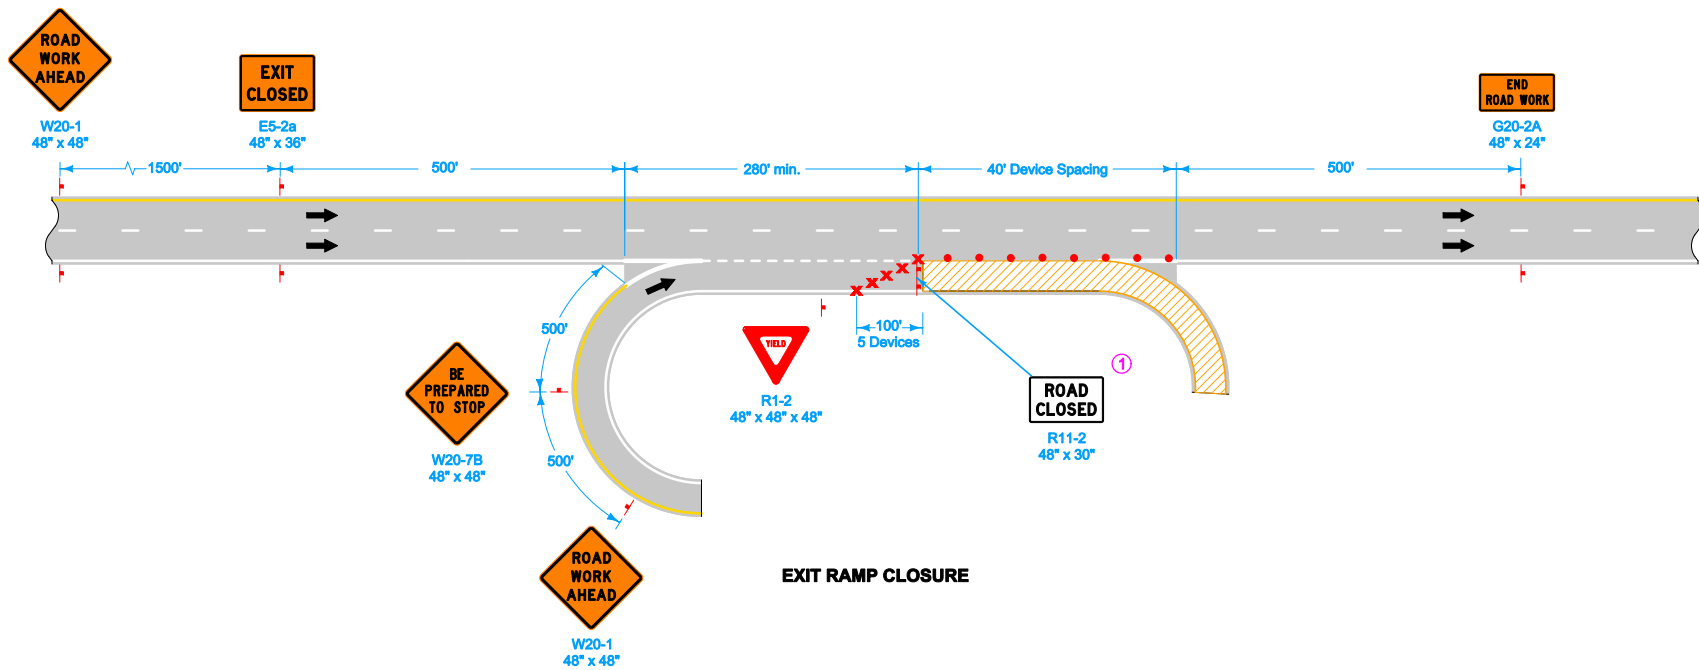 ROAD
WORK
AHEAD
W20-1
48" x 48"
EXIT
CLOSED
E5-2a
48" x 36"
END
ROAD WORK
G20-2A
48" x 24"
1500'
500'
280' min.
40' Device Spacing
500'
500'
500'
BE
PREPARED
TO STOP
W20-7B
48" x 48"
YIELD
R1-2
48" x 48" x 48"
100'
5 Devices
1
ROAD
CLOSED
R11-2
48" x 30"
ROAD
WORK
AHEAD
W20-1
48" x 48"
EXIT RAMP CLOSURE